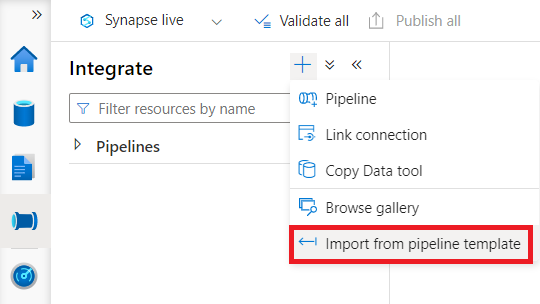 Synapse live
Validate all
Publish all
Integrate
Filter resources by name
Pipelines
Pipeline
Link connection
Copy Data tool
Browse gallery
Import from pipeline template